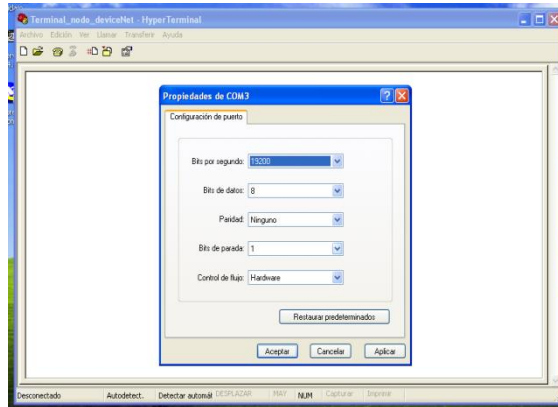 Terminal_nodo_deviceNet - HyperTerminal
Archivo Edición Ver Llamar Transferir Ayuda
Propiedades de COM3
Configuración de puerto
Bits por segundo: 19200
Bits de datos: 8
Paridad: Ninguno
Bits de parada: 1
Control de flujo: Hardware
Restaurar predeterminados
Aceptar Cancelar Aplicar
Desconectado Autodetect. Detectar automát DESPLAZAR MAY NUM Capturar Imprimir